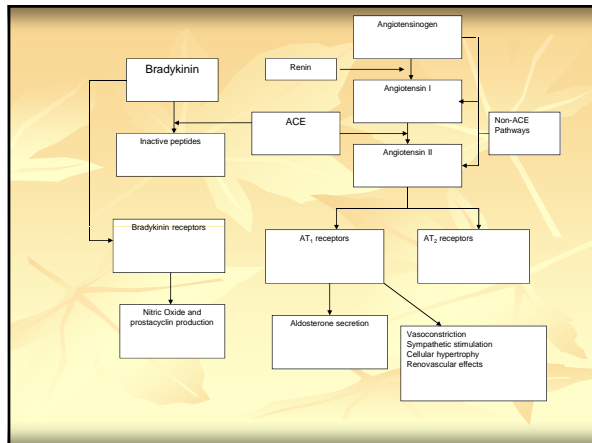 Angiotensinogen
Bradykinin
Renin
Angiotensin I
ACE
Non-ACE
Pathways
Inactive peptides
Angiotensin II
Bradykinin receptors
AT₁ receptors
AT₂ receptors
Nitric Oxide and
prostacyclin production
Aldosterone secretion
Vasoconstriction
Sympathetic stimulation
Cellular hypertrophy
Renovascular effects